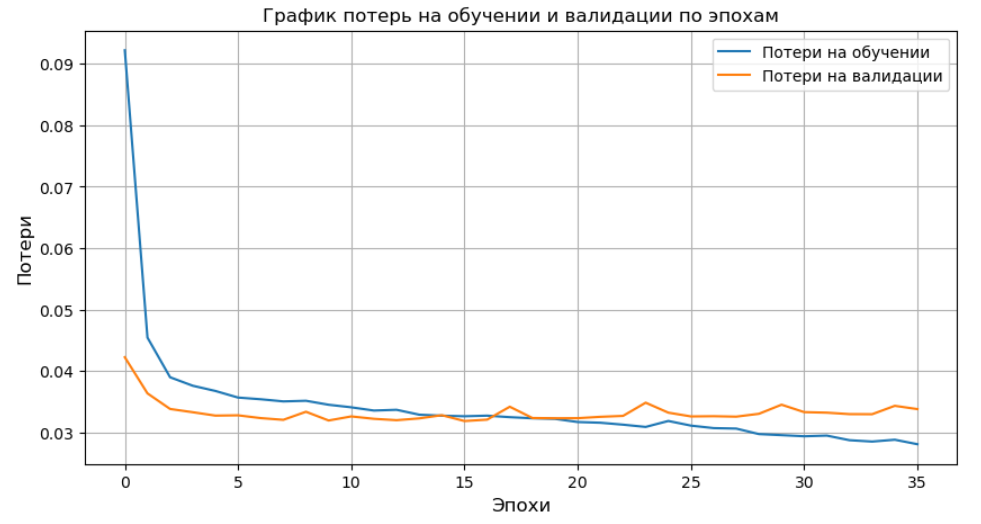 График потерь на обучении и валидации по эпохам
Потери на обучении
Потери на валидации
Потери
0.09
0.08
0.07
0.06
0.05
0.04
0.03
0 5 10 15 20 25 30 35
Эпохи